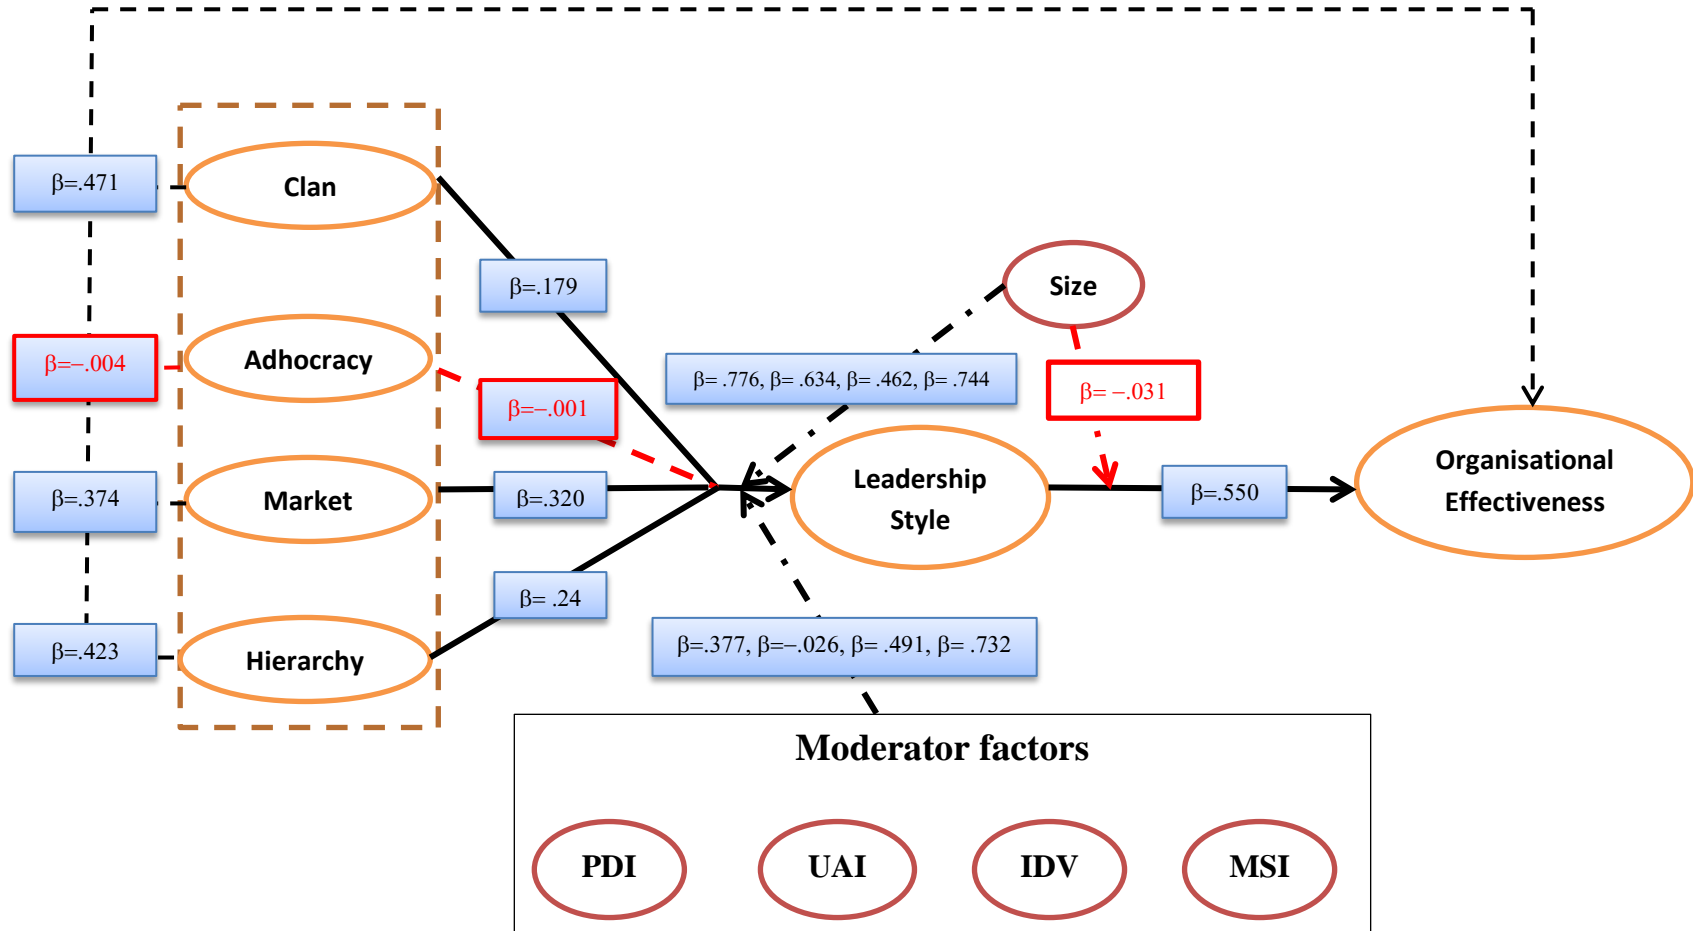 β=.471
Clan
β=.179
Size
β=–.004
Adhocracy
β=–.001
β= .776, β= .634, β= .462, β= .744
β= –.031
β=.374
Market
β=.320
Leadership
Style
β=.550
Organisational
Effectiveness
β=.423
Hierarchy
β= .24
β=.377, β=–.026, β= .491, β= .732
Moderator factors
PDI
UAI
IDV
MSI